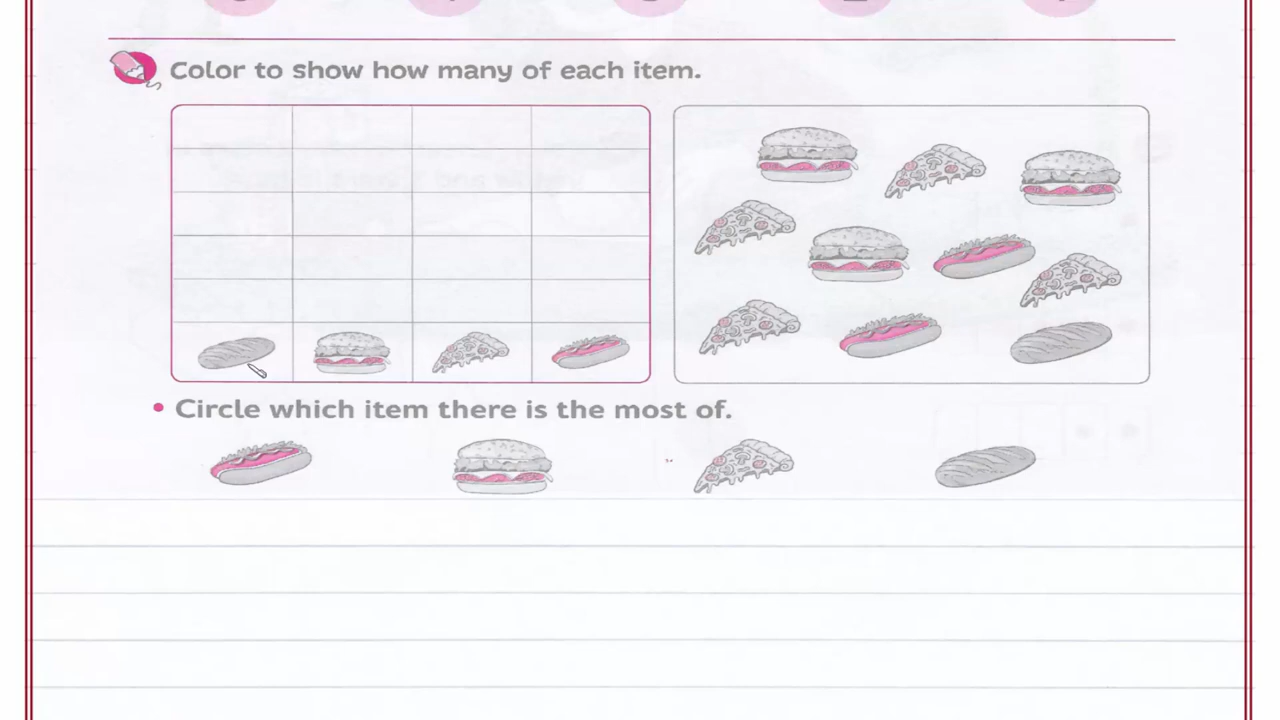 Color to show how many of each item.
Circle which item there is the most of.